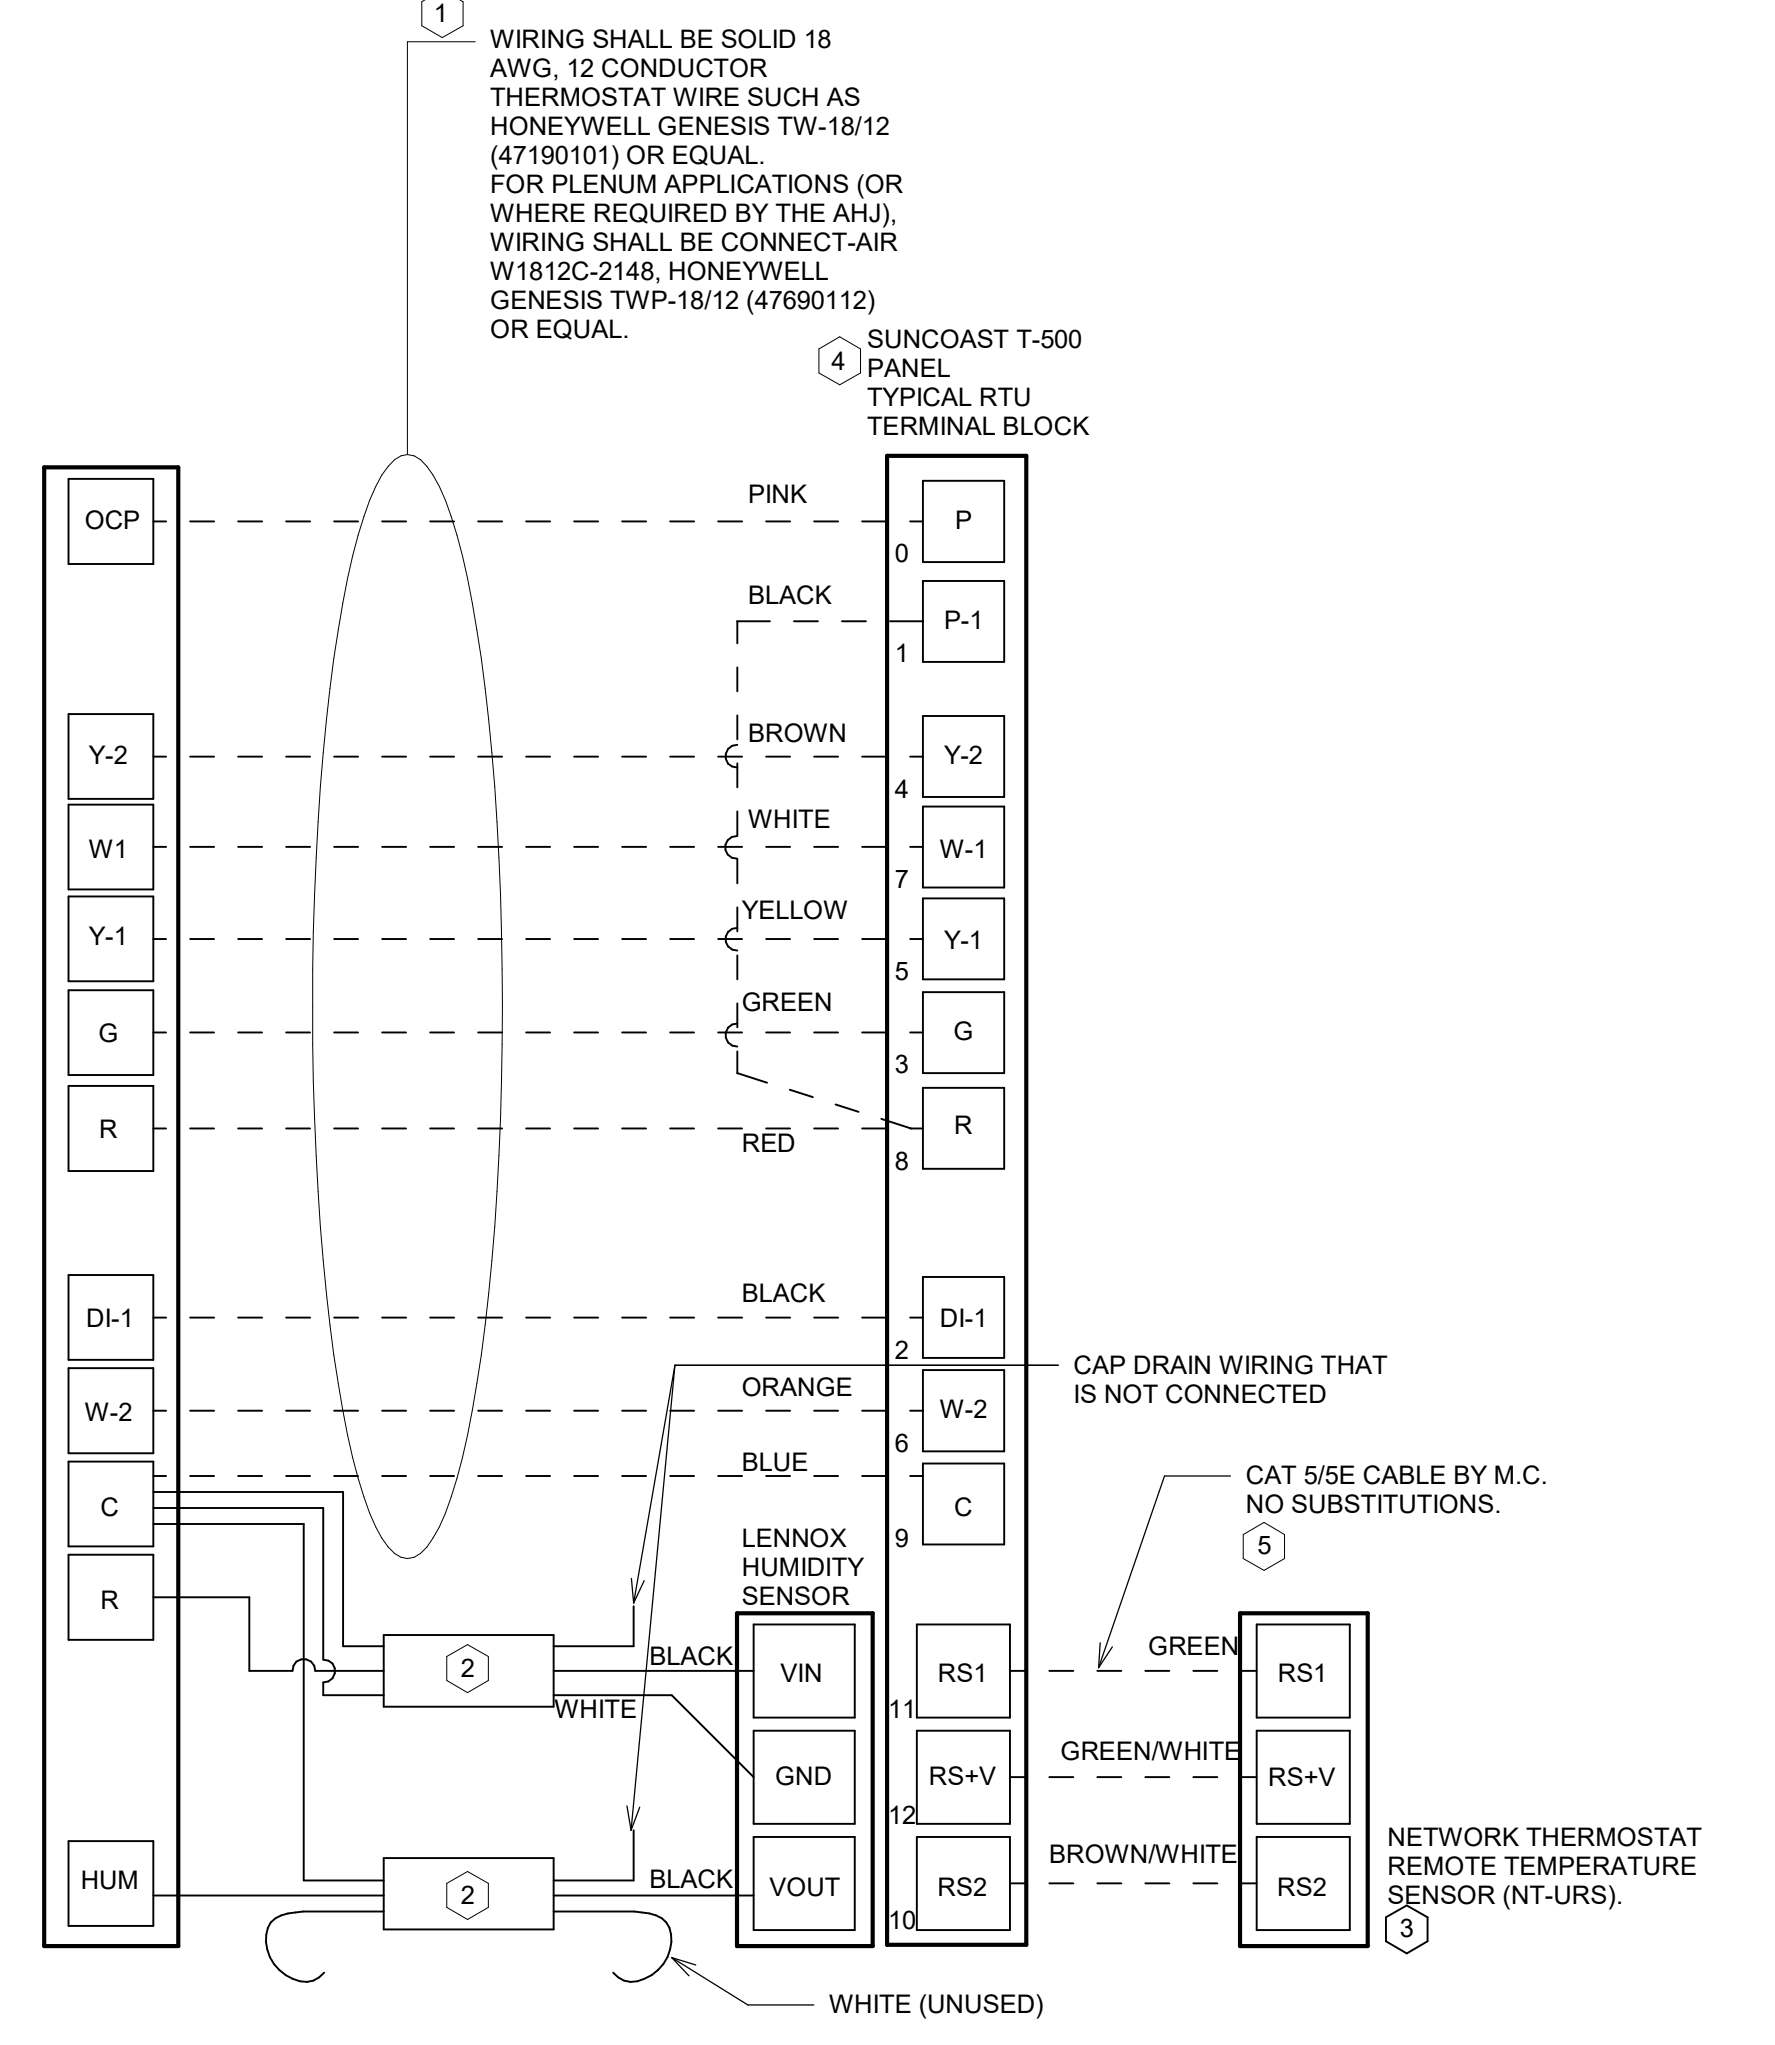 1
WIRING SHALL BE SOLID 18
AWG, 12 CONDUCTOR
THERMOSTAT WIRE SUCH AS
HONEYWELL GENESIS TW-18/12
(47190101) OR EQUAL.
FOR PLENUM APPLICATIONS (OR
WHERE REQUIRED BY THE AHJ),
WIRING SHALL BE CONNECT-AIR
W1812C-2148, HONEYWELL
GENESIS TWP-18/12 (47690112)
OR EQUAL.
4
SUNCOAST T-500
PANEL
TYPICAL RTU
TERMINAL BLOCK
OCP
PINK
P
0
BLACK
P-1
1
Y-2
BROWN
Y-2
4
W1
WHITE
W-1
7
Y-1
YELLOW
Y-1
5
G
GREEN
G
3
R
RED
R
8
DI-1
BLACK
DI-1
2
CAP DRAIN WIRING THAT
IS NOT CONNECTED
W-2
ORANGE
W-2
6
C
BLUE
C
9
CAT 5/5E CABLE BY M.C.
NO SUBSTITUTIONS.
5
LENNOX
HUMIDITY
SENSOR
R
2
BLACK
WHITE
VIN
RS1
11
GREEN
RS1
GND
RS+V
12
GREEN/WHITE
RS+V
HUM
2
BLACK
VOUT
RS2
10
BROWN/WHITE
RS2
NETWORK THERMOSTAT
REMOTE TEMPERATURE
SENSOR (NT-URS).
3
WHITE (UNUSED)